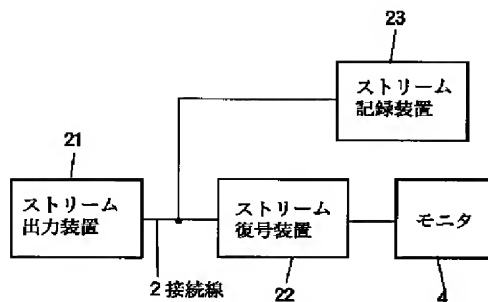 23
ストリーム
記録装置
21
ストリーム
出力装置
ストリーム
復号装置
モニタ
2 接続線
22
4